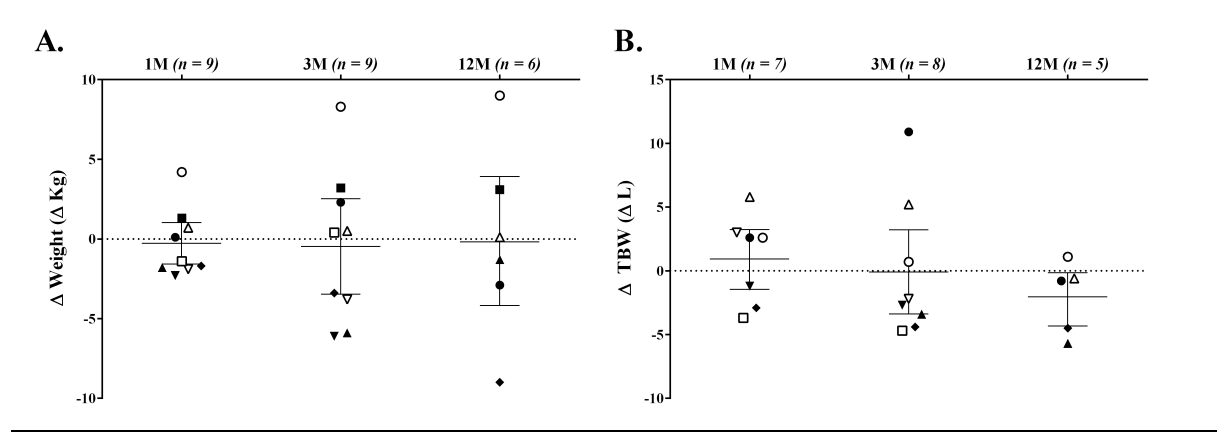 A.
1M (n = 9) 3M (n = 9) 12M (n = 6)
10
5
0
-5
-10
Δ Weight (Δ Kg)
B.
1M (n = 7) 3M (n = 8) 12M (n = 5)
15
10
5
0
-5
-10
Δ TBW (Δ L)